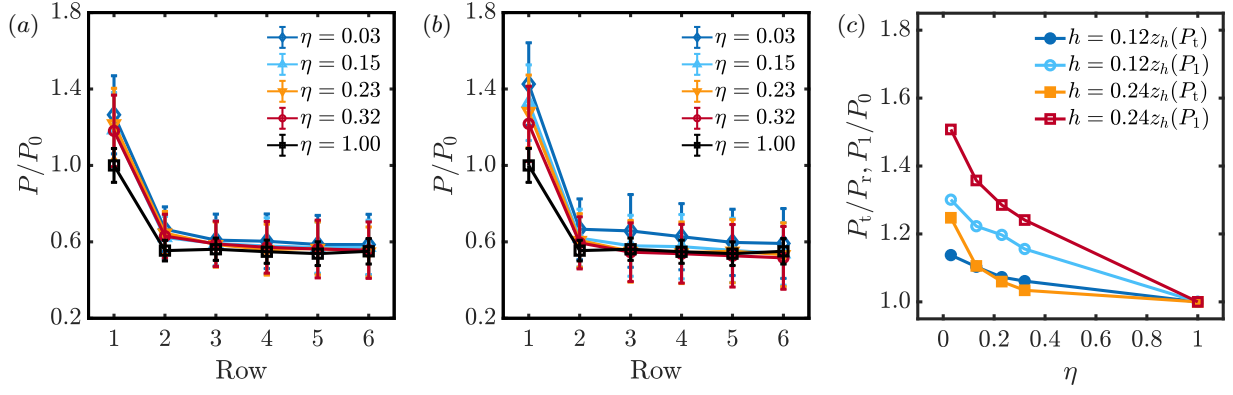 (a)
1.8
1.4
1.0
0.6
0.2
P/P₀
1 2 3 4 5 6
Row
η = 0.03
η = 0.15
η = 0.23
η = 0.32
η = 1.00
(b)
1.8
1.4
1.0
0.6
0.2
P/P₀
1 2 3 4 5 6
Row
η = 0.03
η = 0.15
η = 0.23
η = 0.32
η = 1.00
(c)
1.8
1.6
1.4
1.2
1.0
Pₜ/Pᵣ, P₁/P₀
0 0.2 0.4 0.6 0.8 1
η
h = 0.12zₕ(Pₜ)
h = 0.12zₕ(P₁)
h = 0.24zₕ(Pₜ)
h = 0.24zₕ(P₁)